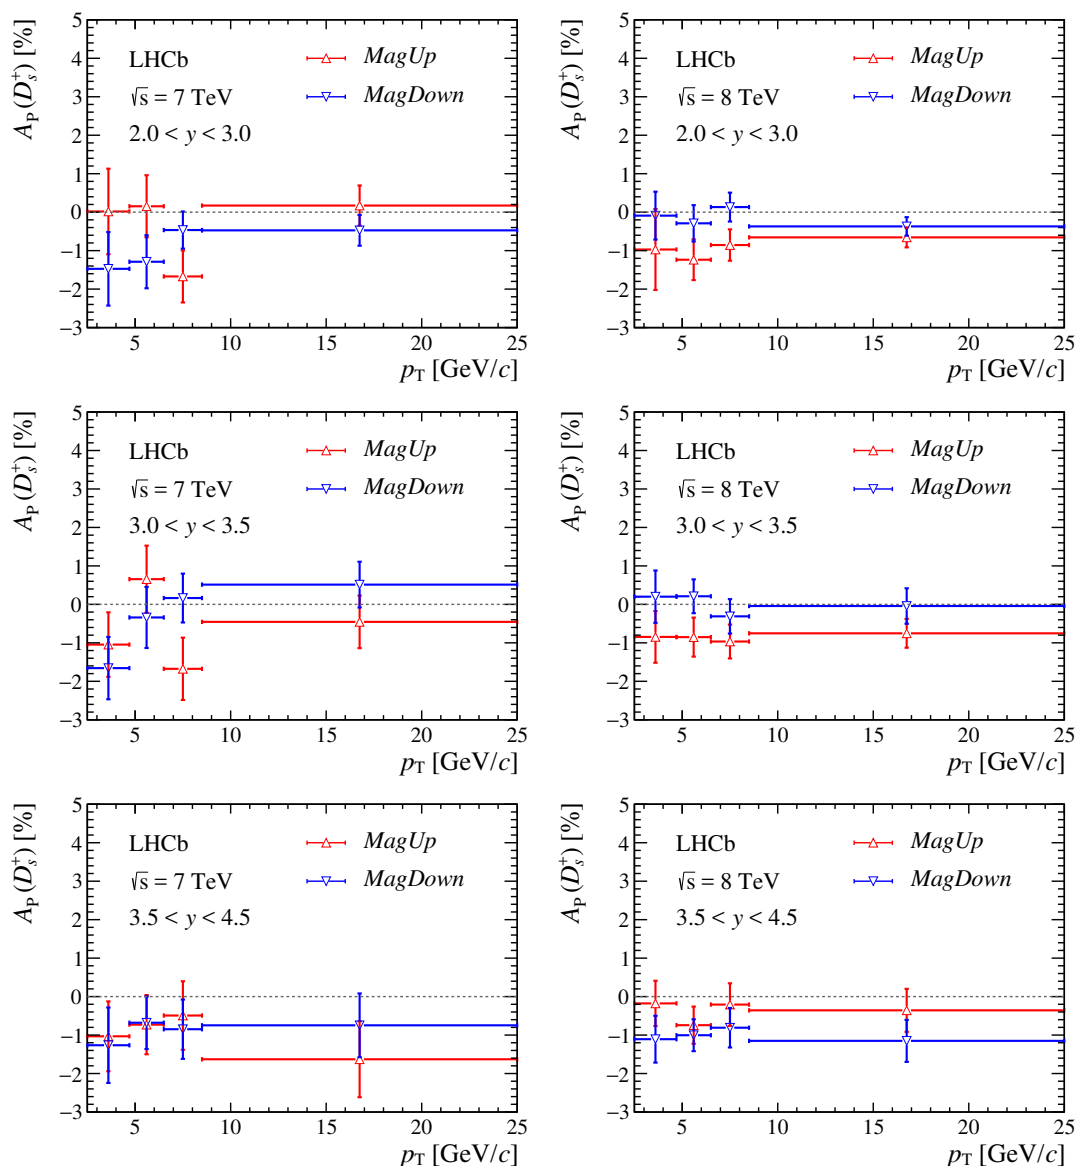 A_P(D_s^+) [%]
5
4
3
2
1
0
−1
−2
−3
LHCb
√s = 7 TeV
2.0 < y < 3.0
MagUp
MagDown
5 10 15 20 25
p_T [GeV/c]
A_P(D_s^+) [%]
5
4
3
2
1
0
−1
−2
−3
LHCb
√s = 8 TeV
2.0 < y < 3.0
MagUp
MagDown
5 10 15 20 25
p_T [GeV/c]
A_P(D_s^+) [%]
5
4
3
2
1
0
−1
−2
−3
LHCb
√s = 7 TeV
3.0 < y < 3.5
MagUp
MagDown
5 10 15 20 25
p_T [GeV/c]
A_P(D_s^+) [%]
5
4
3
2
1
0
−1
−2
−3
LHCb
√s = 8 TeV
3.0 < y < 3.5
MagUp
MagDown
5 10 15 20 25
p_T [GeV/c]
A_P(D_s^+) [%]
5
4
3
2
1
0
−1
−2
−3
LHCb
√s = 7 TeV
3.5 < y < 4.5
MagUp
MagDown
5 10 15 20 25
p_T [GeV/c]
A_P(D_s^+) [%]
5
4
3
2
1
0
−1
−2
−3
LHCb
√s = 8 TeV
3.5 < y < 4.5
MagUp
MagDown
5 10 15 20 25
p_T [GeV/c]